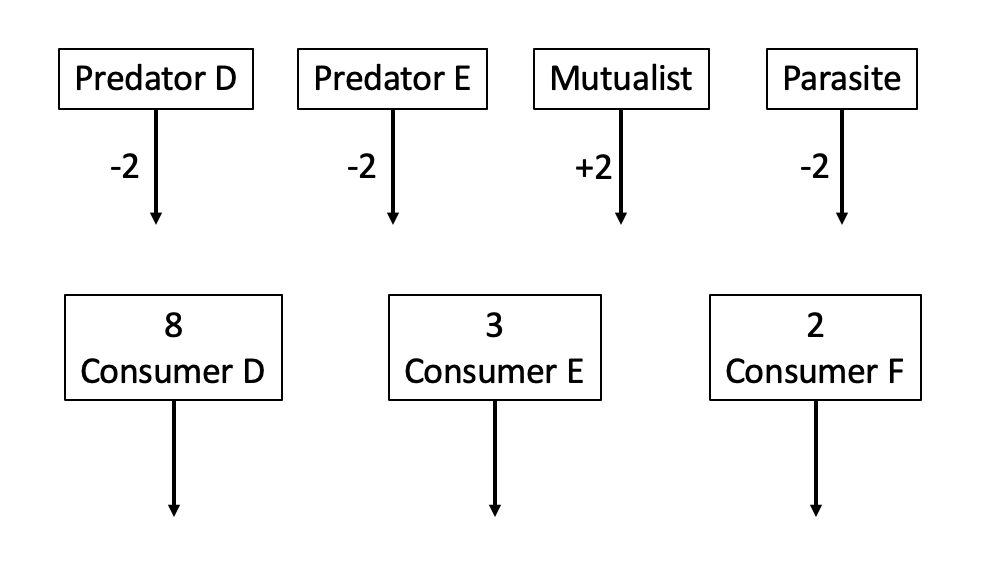 Predator D
Predator E
Mutualist
Parasite
-2
-2
+2
-2
8
Consumer D
3
Consumer E
2
Consumer F